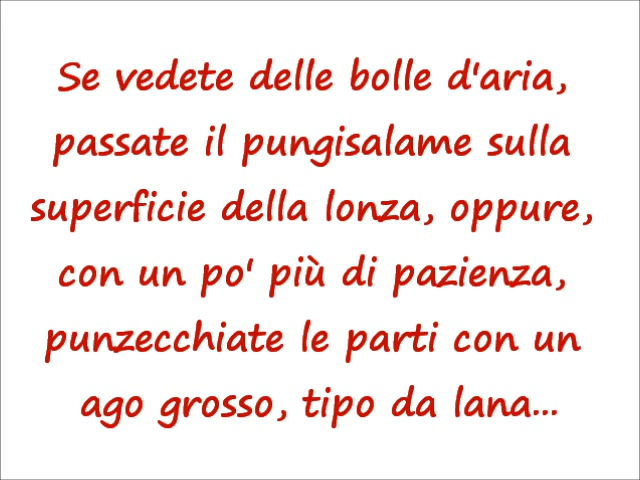 Se vedete delle bolle d'aria,
passate il pungisalame sulla
superficie della lonza, oppure,
con un po' più di pazienza,
punzecchiate le parti con un
ago grosso, tipo da lana...